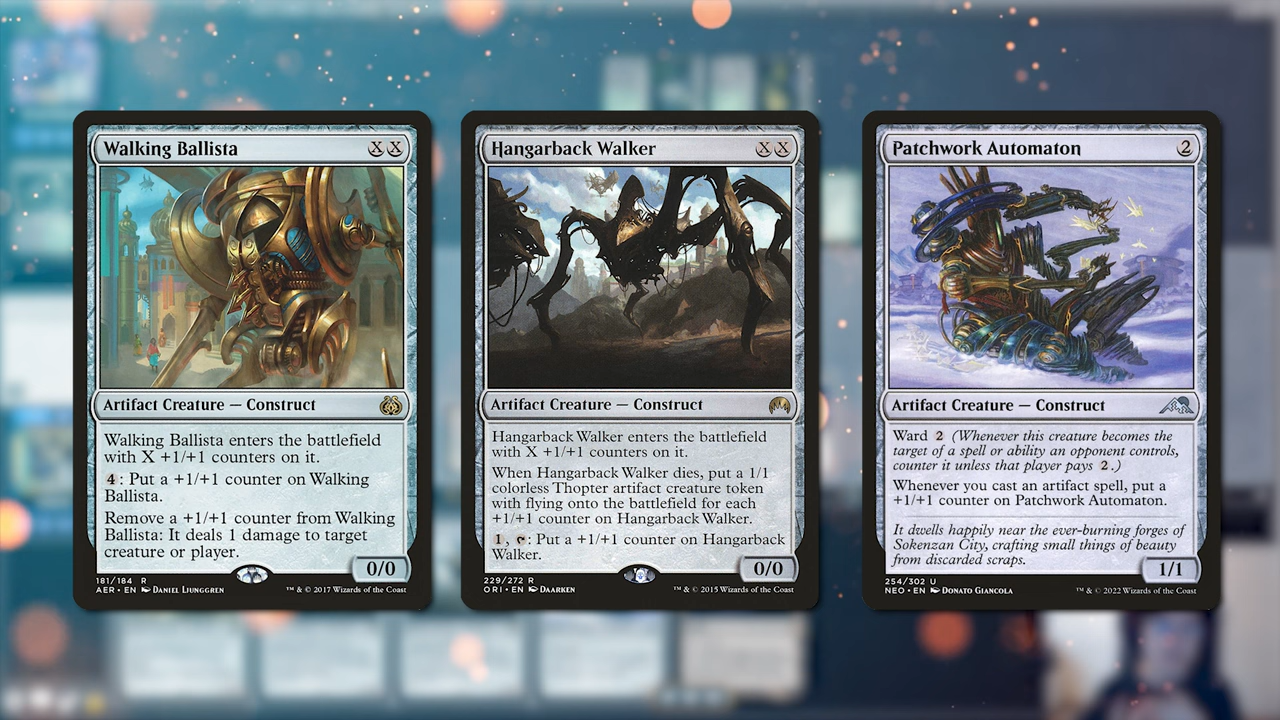 Walking Ballista XX
Artifact Creature — Construct
Walking Ballista enters the battlefield
with X +1/+1 counters on it.
4: Put a +1/+1 counter on Walking
Ballista.
Remove a +1/+1 counter from Walking
Ballista: It deals 1 damage to target
creature or player.
0/0
181/184 R
AER • EN Daniel Ljunggren ™ & © 2017 Wizards of the Coast
Hangarback Walker XX
Artifact Creature — Construct
Hangarback Walker enters the battlefield
with X +1/+1 counters on it.
When Hangarback Walker dies, put a 1/1
colorless Thopter artifact creature token
with flying onto the battlefield for each
+1/+1 counter on Hangarback Walker.
1, T: Put a +1/+1 counter on Hangarback
Walker.
0/0
229/272 R
ORI • EN Daarken ™ & © 2015 Wizards of the Coast
Patchwork Automaton 2
Artifact Creature — Construct
Ward 2 (Whenever this creature becomes the
target of a spell or ability an opponent controls,
counter it unless that player pays 2.)
Whenever you cast an artifact spell, put a
+1/+1 counter on Patchwork Automaton.
It dwells happily near the ever-burning forges of
Sokenzan City, crafting small things of beauty
from discarded scraps.
1/1
254/302 U
NEO • EN Donato Giancola ™ & © 2022 Wizards of the Coast